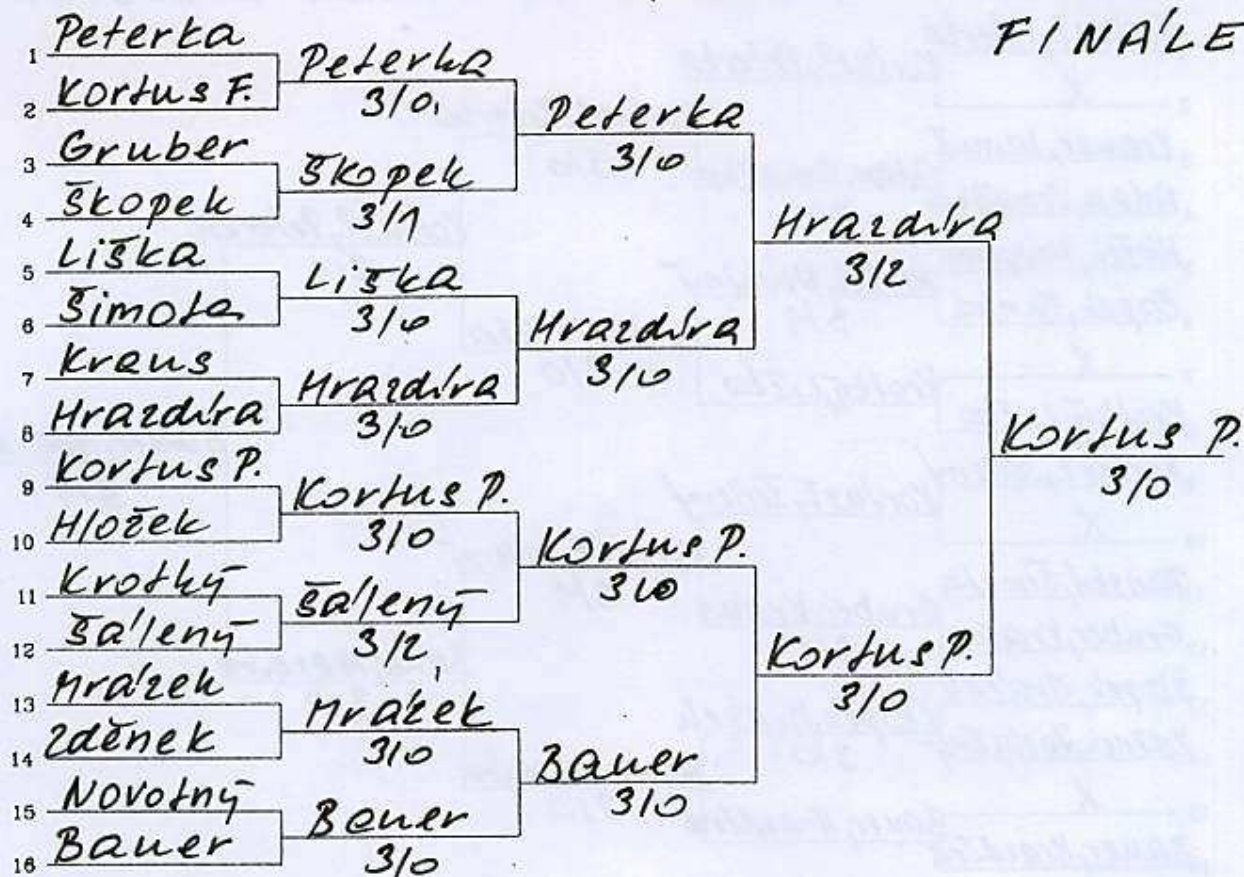 FINÁLE
1 Peterka
2 Kortus F.
3 Gruber
4 Škopek
5 Liška
6 Šimota
7 Kraus
8 Hrazdíra
9 Kortus P.
10 Hložek
11 Krotký
12 Šálený
13 Mrázek
14 Zděnek
15 Novotný
16 Bauer
Peterka
3/0
Škopek
3/1
Liška
3/0
Hrazdíra
3/0
Kortus P.
3/0
Šálený
3/2
Mrázek
3/0
Bauer
3/0
Peterka
3/0
Hrazdíra
3/0
Kortus P.
3/0
Bauer
3/0
Hrazdíra
3/2
Kortus P.
3/0
Kortus P.
3/0